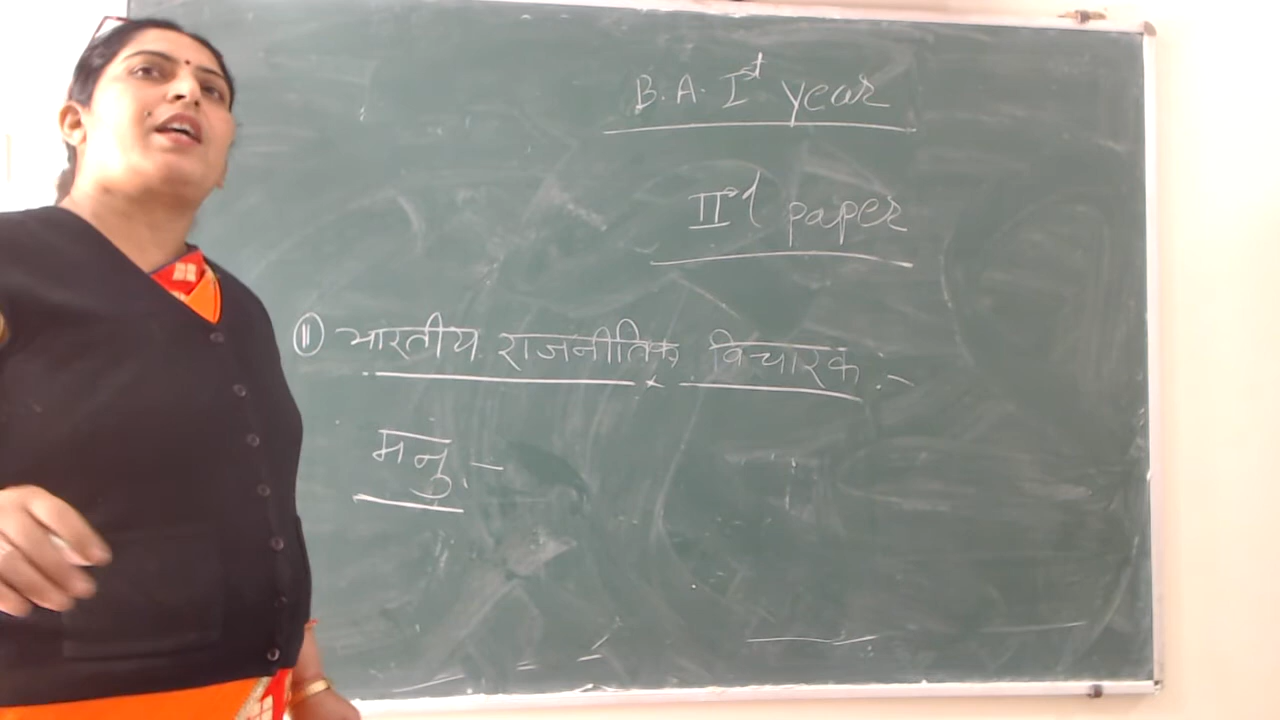 B.A. Ist year
IInd paper
(II) भारतीय राजनीतिक विचारक :-
मनु :-